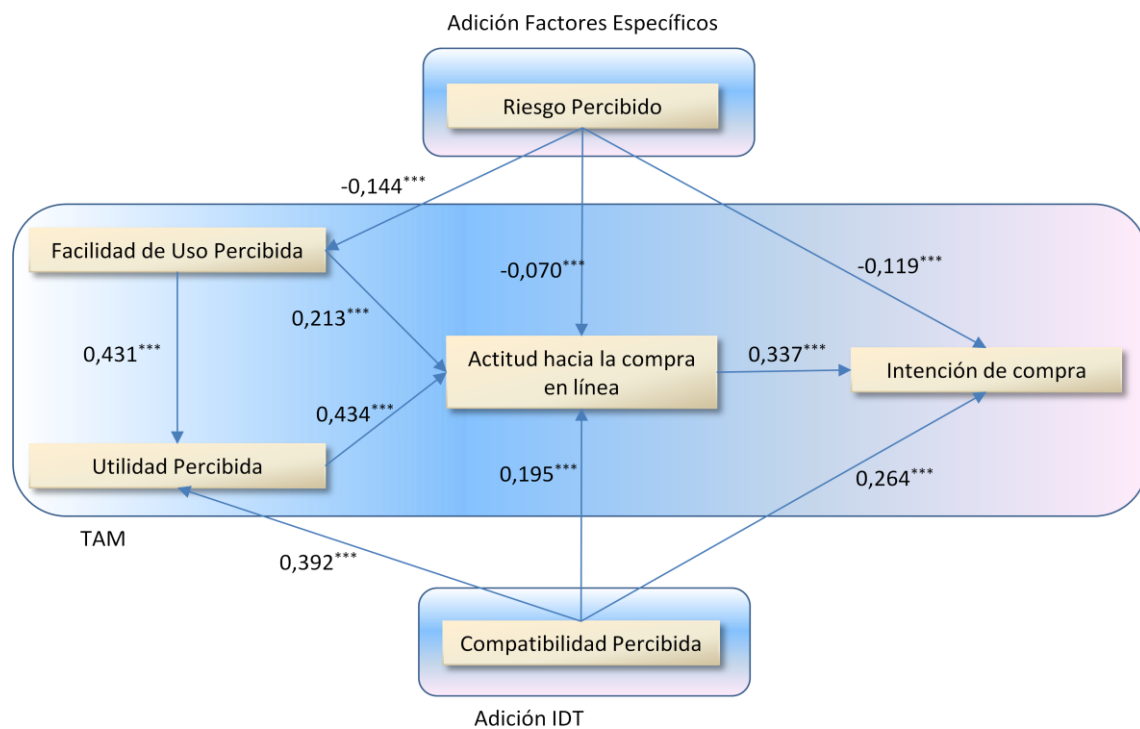 Adición Factores Específicos
Riesgo Percibido
-0,144***
Facilidad de Uso Percibida
-0,070***
-0,119***
0,213***
0,431***
Actitud hacia la compra
en línea
0,337***
Intención de compra
0,434***
Utilidad Percibida
0,195***
0,264***
TAM
0,392***
Compatibilidad Percibida
Adición IDT